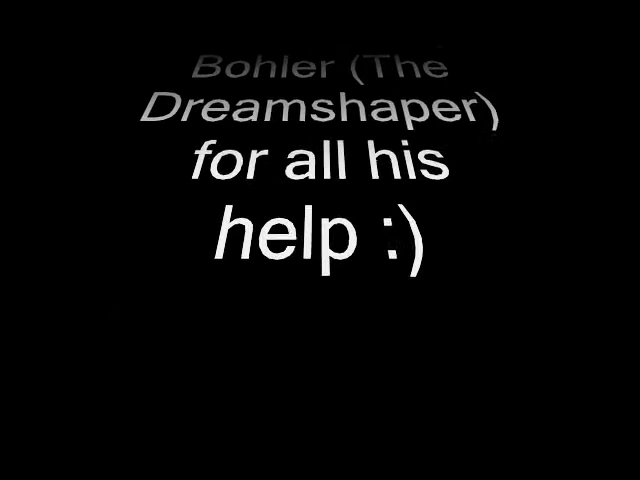 Bohler (The
Dreamshaper)
for all his
help :)